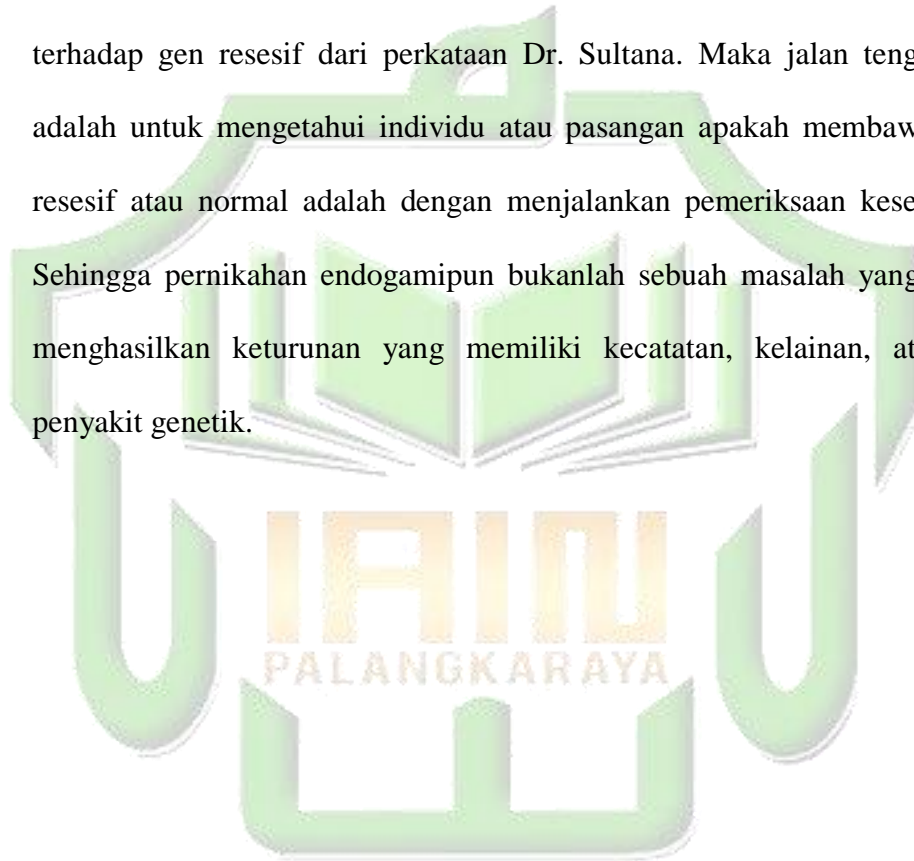 terhadap gen resesif dari perkataan Dr. Sultana. Maka jalan teng
adalah untuk mengetahui individu atau pasangan apakah membaw
resesif atau normal adalah dengan menjalankan pemeriksaan kese
Sehingga pernikahan endogamipun bukanlah sebuah masalah yang
menghasilkan keturunan yang memiliki kecatatan, kelainan, at
penyakit genetik.
IAIN
PALANGKARAYA